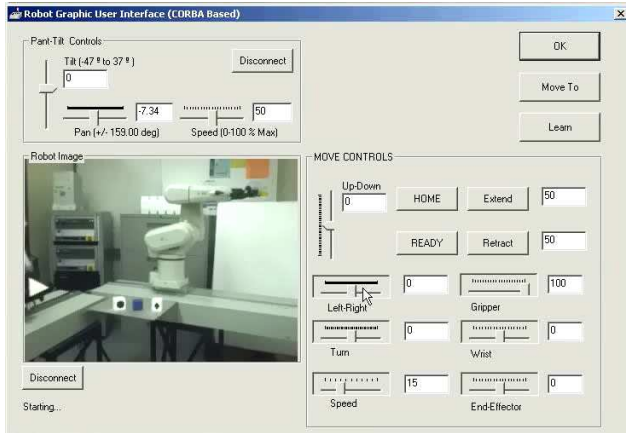 Robot Graphic User Interface (CORBA Based)
Pant-Tilt Controls
Tilt (-47 º to 37 º )
0
Disconnect
-7.34
50
Pan (+/- 159.00 deg)
Speed (0-100 % Max)
OK
Move To
Learn
Robot Image
Disconnect
Starting...
MOVE CONTROLS
Up-Down
0
HOME
Extend
50
READY
Retract
50
0
100
Left-Right
Gripper
0
0
Turn
Wrist
15
0
Speed
End-Effector